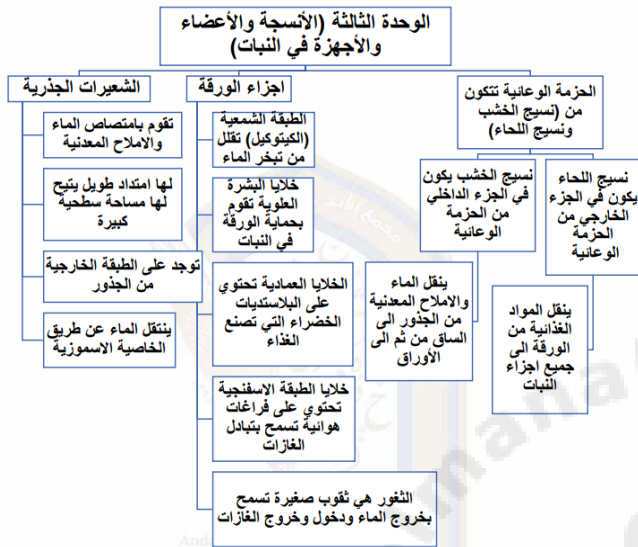 الوحدة الثالثة (الأنسجة والأعضاء
والأجهزة في النبات)
الحزمة الوعائية تتكون
من (نسيج الخشب
ونسيج اللحاء)
نسيج اللحاء
يكون في الجزء
الخارجي من
الحزمة
الوعائية
ينقل المواد
الغذائية من
الورقة الى
جميع اجزاء
النبات
نسيج الخشب يكون
في الجزء الداخلي
من الحزمة
الوعائية
ينقل الماء
والاملاح المعدنية
من الجذور الى
الساق من ثم الى
الأوراق
اجزاء الورقة
الطبقة الشمعية
(الكيتوكيل) تقلل
من تبخر الماء
خلايا البشرة
العلوية تقوم
بحماية الورقة
في النبات
الخلايا العمادية تحتوي
على البلاستديات
الخضراء التي تصنع
الغذاء
خلايا الطبقة الاسفنجية
تحتوي على فراغات
هوائية تسمح بتبادل
الغازات
الثغور هي ثقوب صغيرة تسمح
بخروج الماء ودخول وخروج الغازات
الشعيرات الجذرية
تقوم بامتصاص الماء
والاملاح المعدنية
لها امتداد طويل يتيح
لها مساحة سطحية
كبيرة
توجد على الطبقة الخارجية
من الجذور
ينتقل الماء عن طريق
الخاصية الاسموزية